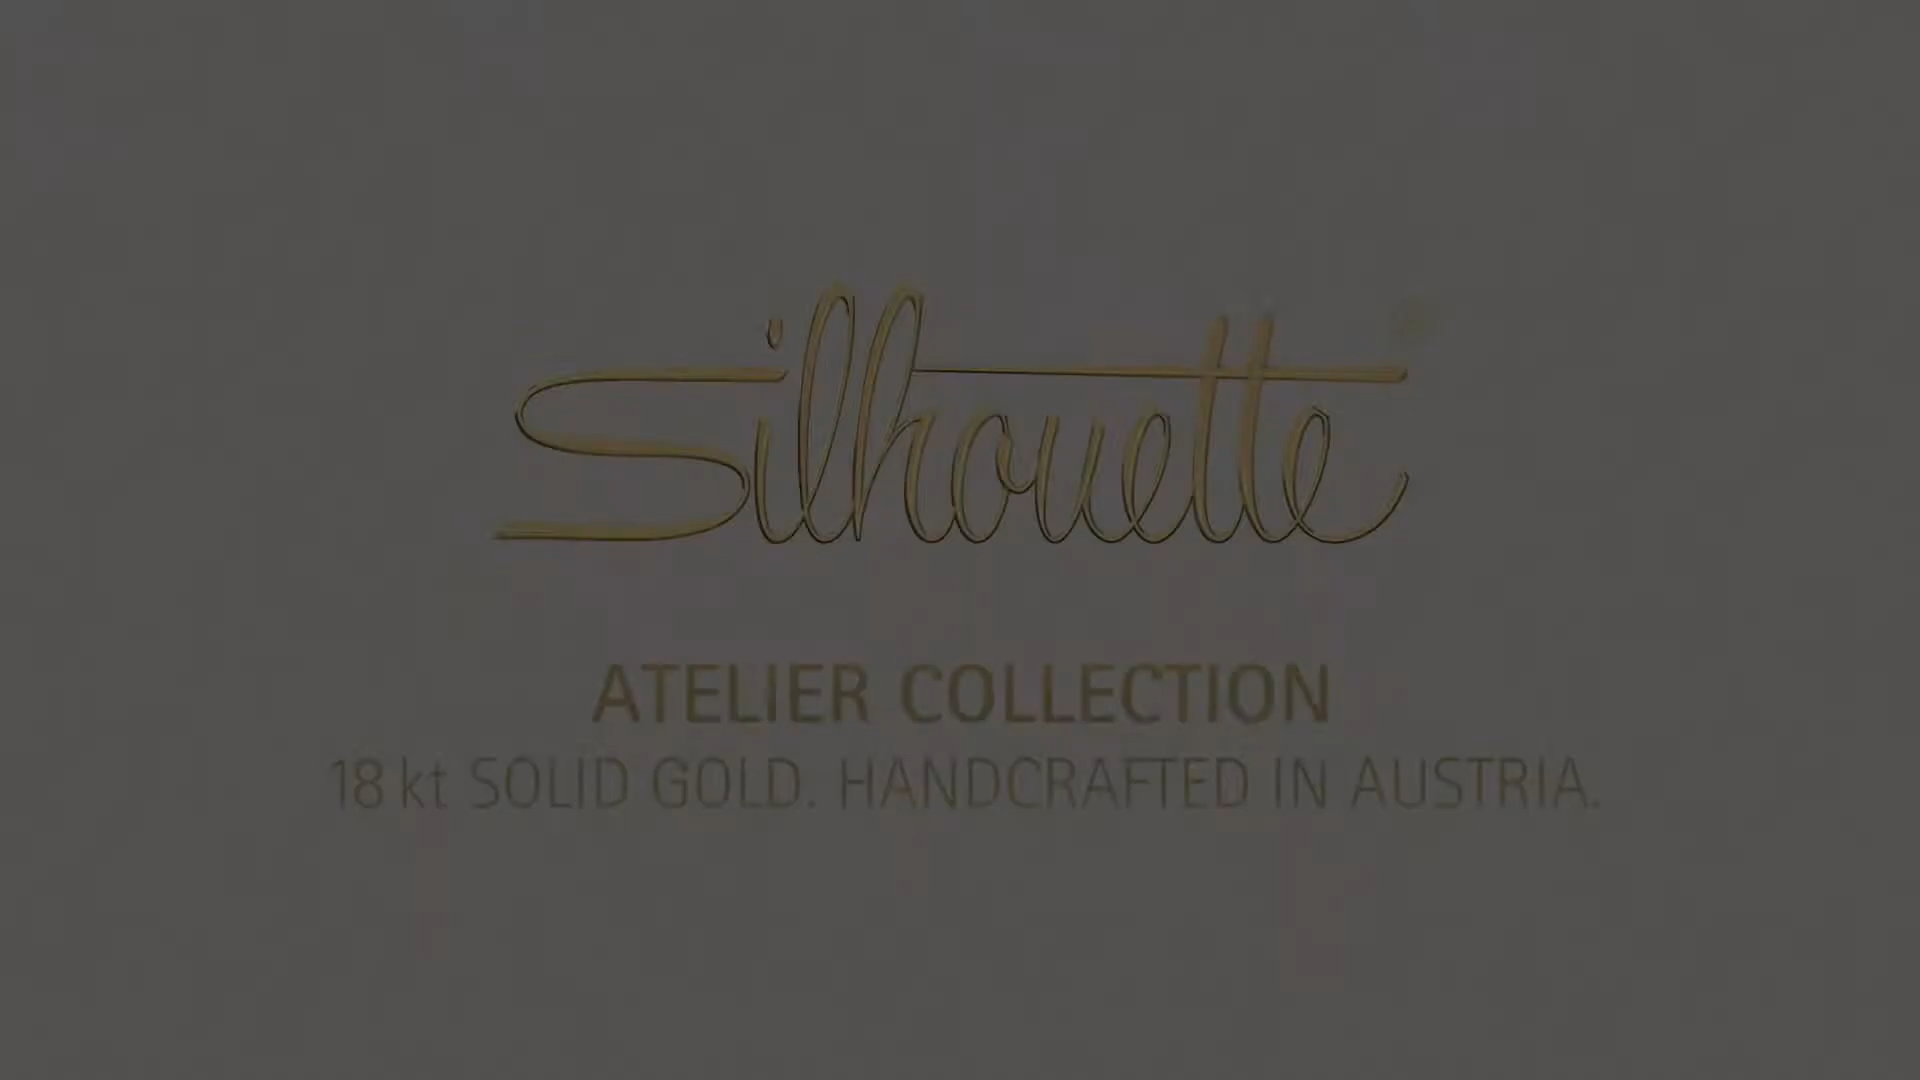 Silhouette
ATELIER COLLECTION
18 kt SOLID GOLD. HANDCRAFTED IN AUSTRIA.